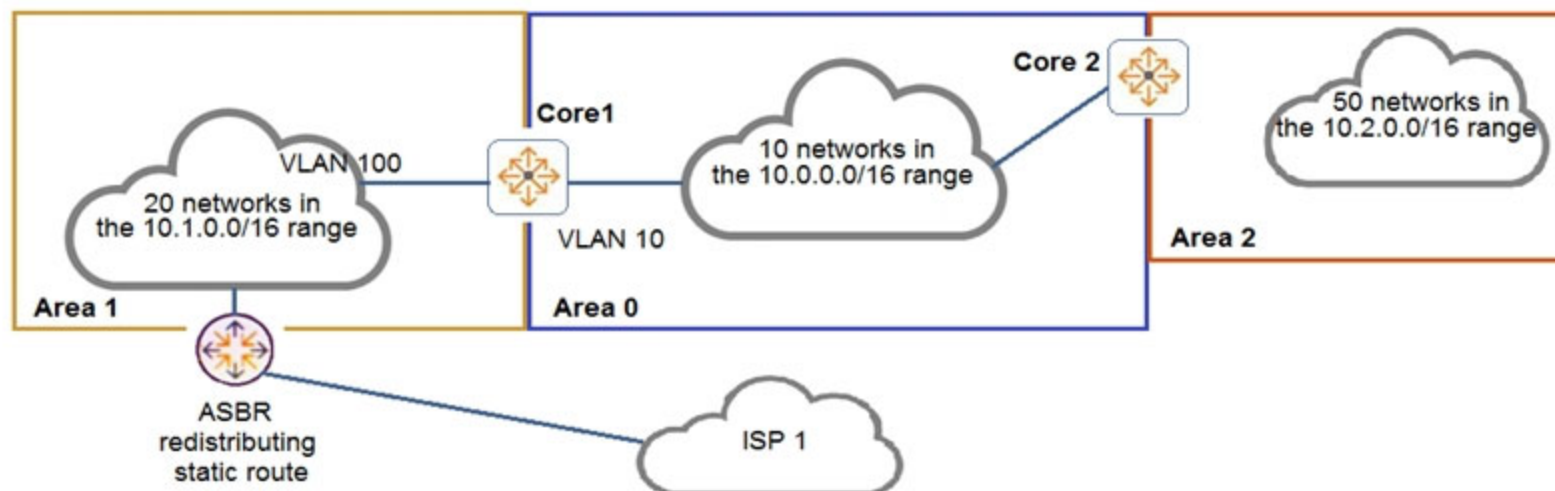 Core 2
50 networks in
the 10.2.0.0/16 range
Core1
10 networks in
the 10.0.0.0/16 range
VLAN 100
20 networks in
the 10.1.0.0/16 range
VLAN 10
Area 2
Area 1
Area 0
ASBR
redistributing
static route
ISP 1